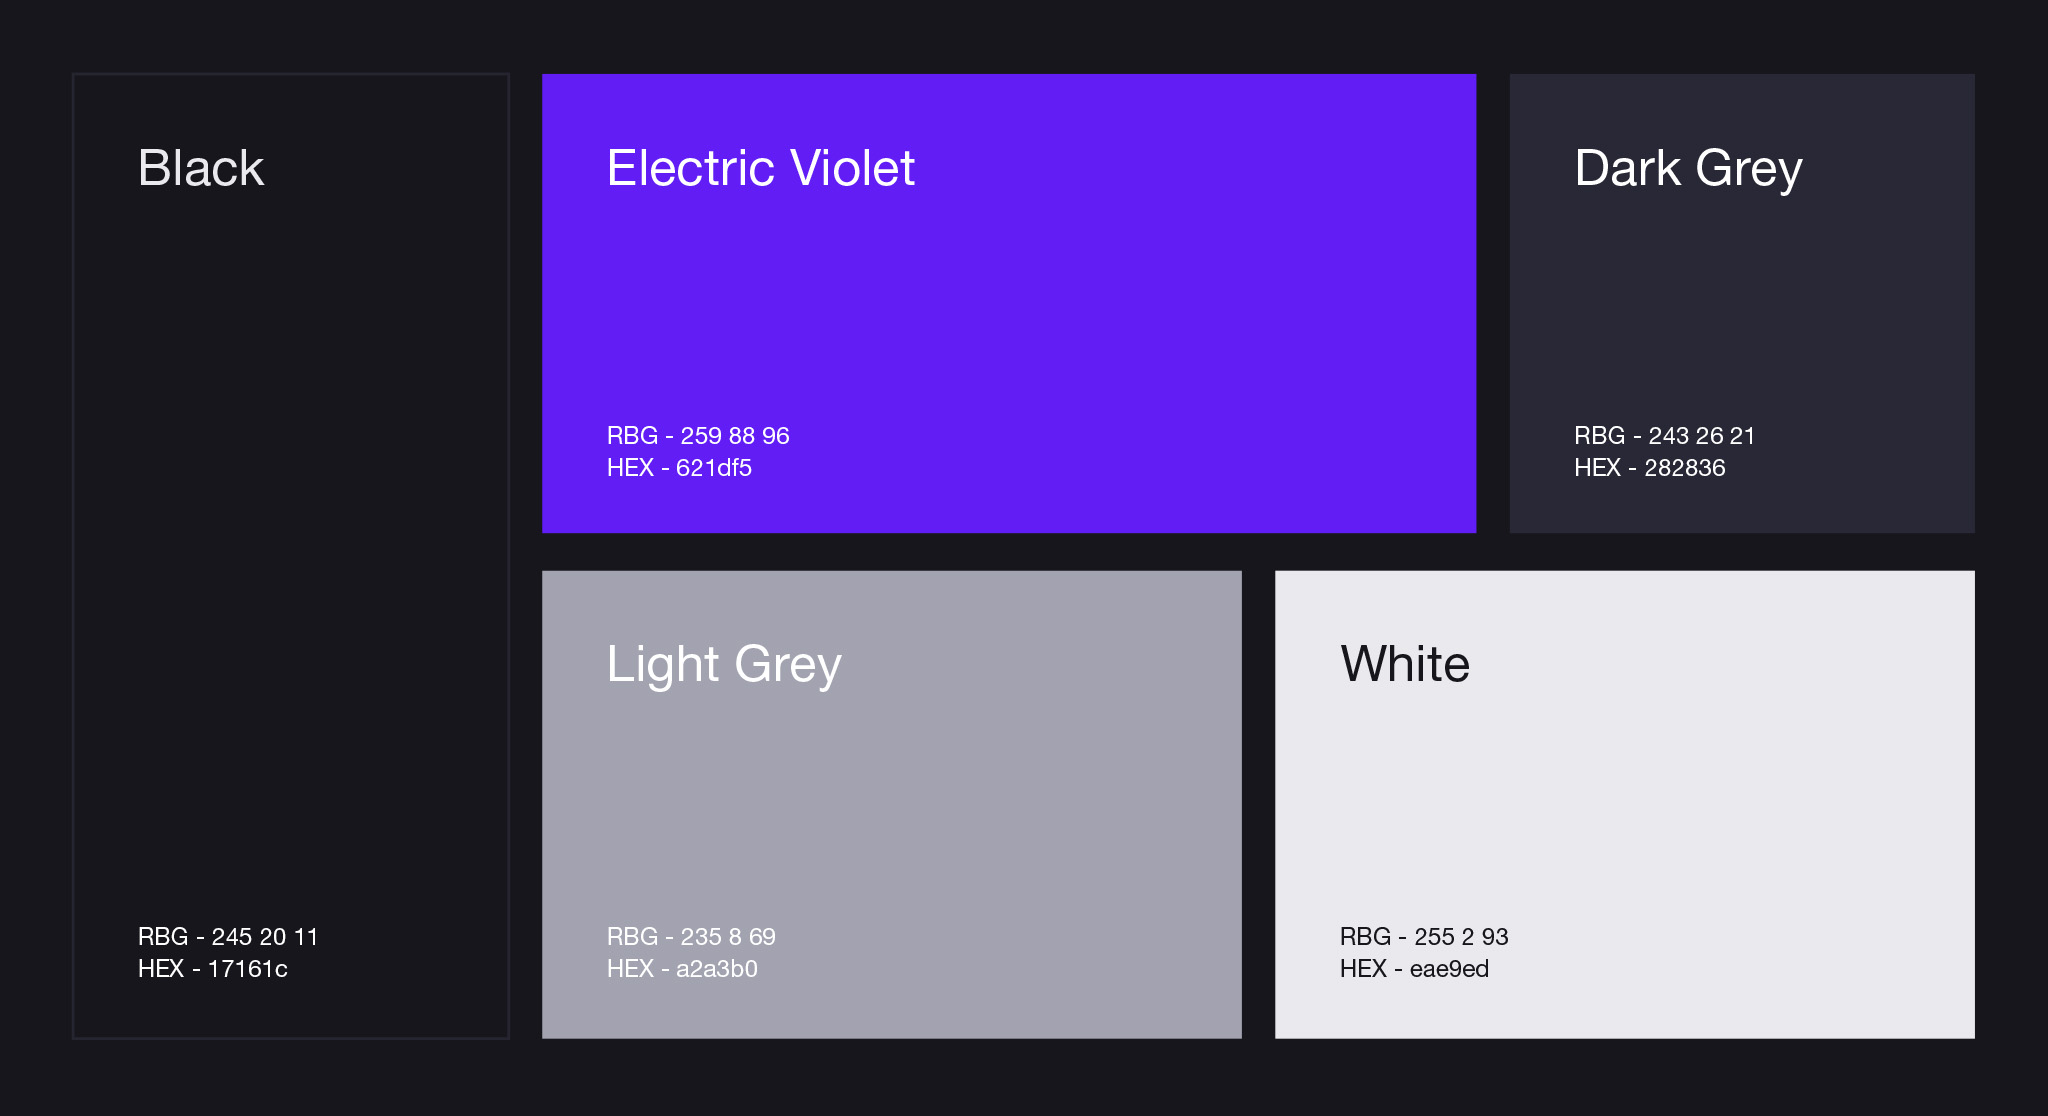 Black
RBG - 245 20 11
HEX - 17161c
Electric Violet
RBG - 259 88 96
HEX - 621df5
Dark Grey
RBG - 243 26 21
HEX - 282836
Light Grey
RBG - 235 8 69
HEX - a2a3b0
White
RBG - 255 2 93
HEX - eae9ed